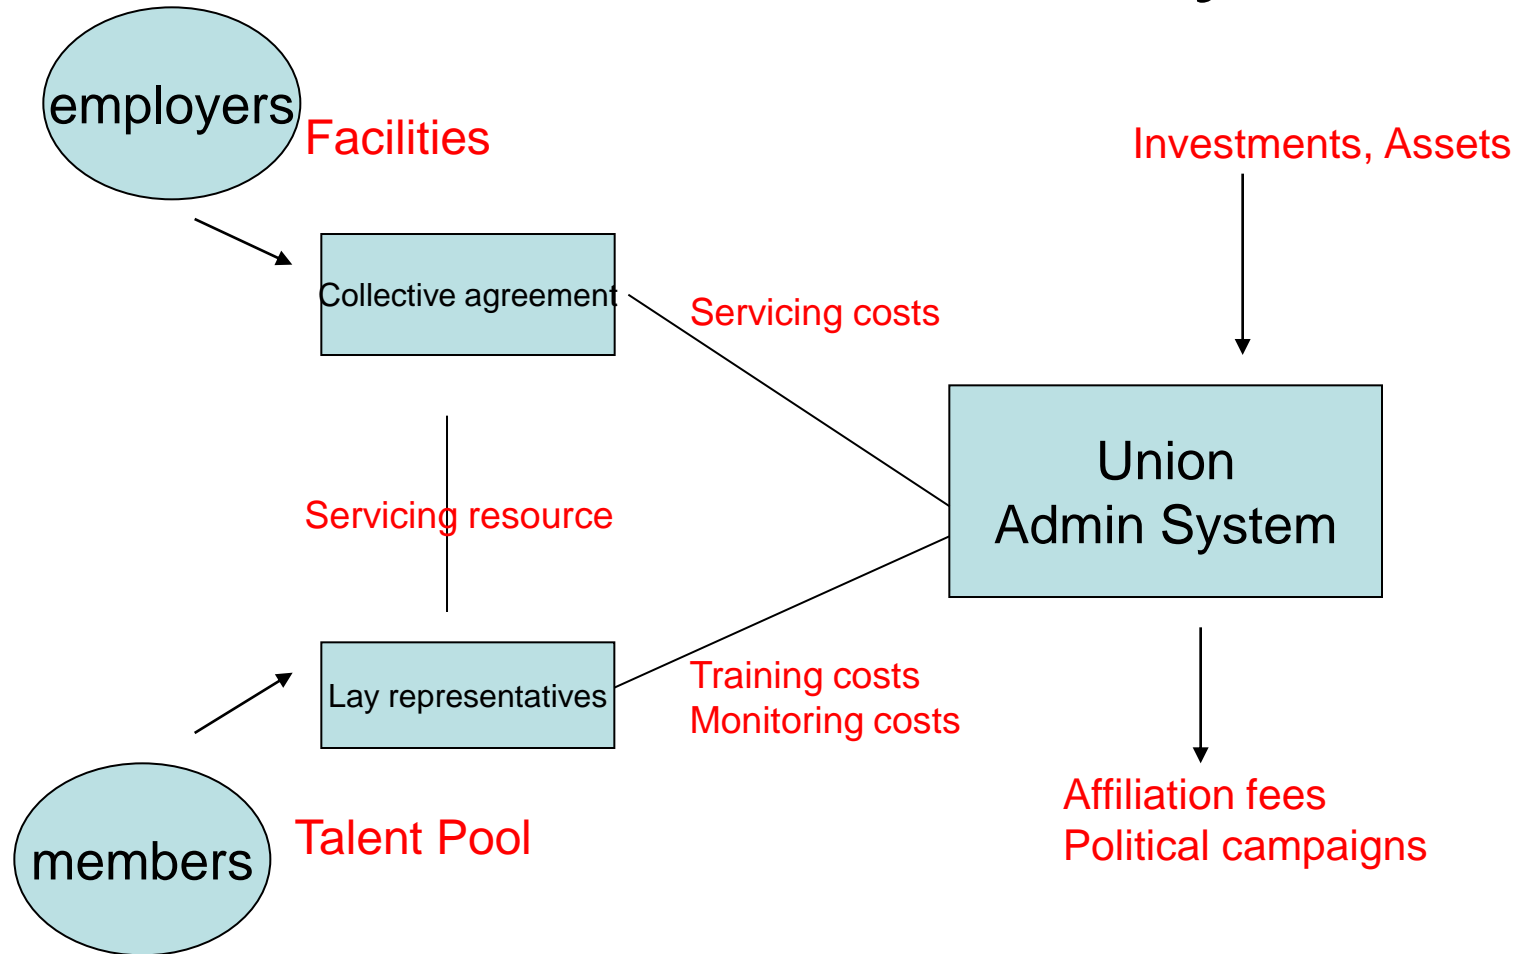 employers
Facilities
Investments, Assets
Collective agreement
Servicing costs
Union
Admin System
Servicing resource
Lay representatives
Training costs
Monitoring costs
Affiliation fees
Political campaigns
Talent Pool
members